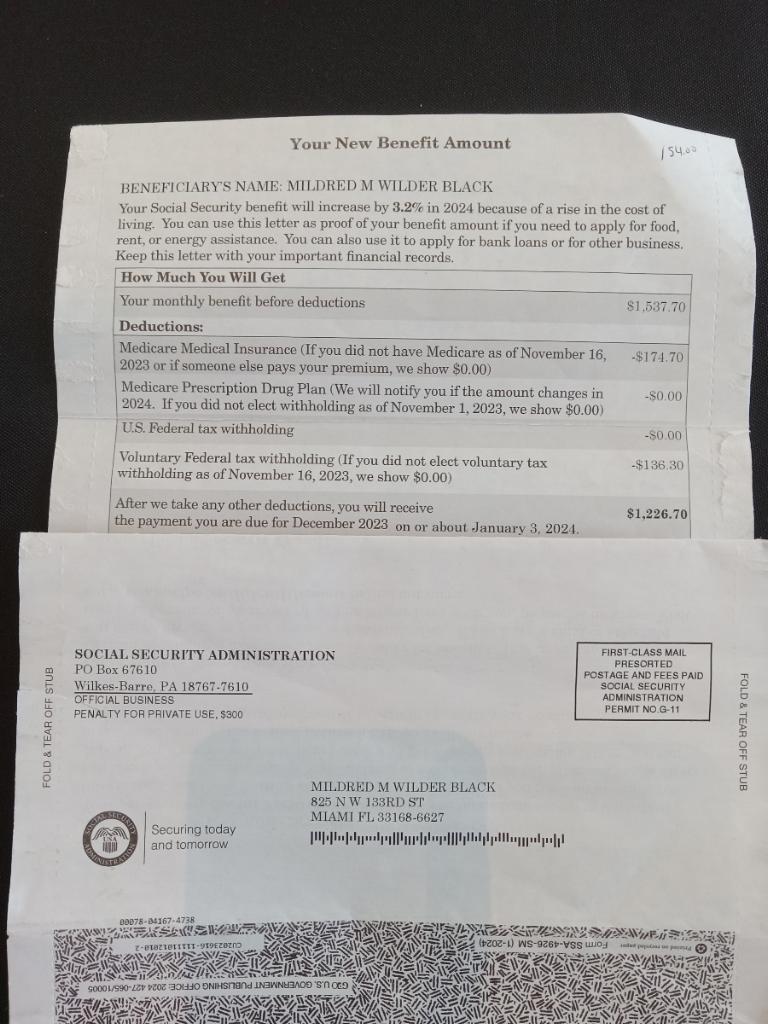 Your New Benefit Amount
154.00
BENEFICIARY'S NAME: MILDRED M WILDER BLACK
Your Social Security benefit will increase by 3.2% in 2024 because of a rise in the cost of
living. You can use this letter as proof of your benefit amount if you need to apply for food,
rent, or energy assistance. You can also use it to apply for bank loans or for other business.
Keep this letter with your important financial records.
How Much You Will Get
Your monthly benefit before deductions $1,537.70
Deductions:
Medicare Medical Insurance (If you did not have Medicare as of November 16, -$174.70
2023 or if someone else pays your premium, we show $0.00)
Medicare Prescription Drug Plan (We will notify you if the amount changes in -$0.00
2024. If you did not elect withholding as of November 1, 2023, we show $0.00)
U.S. Federal tax withholding -$0.00
Voluntary Federal tax withholding (If you did not elect voluntary tax -$136.30
withholding as of November 16, 2023, we show $0.00)
After we take any other deductions, you will receive $1,226.70
the payment you are due for December 2023 on or about January 3, 2024.
SOCIAL SECURITY ADMINISTRATION
PO Box 67610
Wilkes-Barre, PA 18767-7610
OFFICIAL BUSINESS
PENALTY FOR PRIVATE USE, $300
FIRST-CLASS MAIL
PRESORTED
POSTAGE AND FEES PAID
SOCIAL SECURITY
ADMINISTRATION
PERMIT NO.G-11
FOLD & TEAR OFF STUB
FOLD & TEAR OFF STUB
MILDRED M WILDER BLACK
825 N W 133RD ST
MIAMI FL 33168-6627
SOCIAL SECURITY ADMINISTRATION
USA
Securing today
and tomorrow
00078-04167-4738
CU2023G16-111111012010-2
Form SSA-4926-SM (1-2024)
Printed on recycled paper
U.S. GOVERNMENT PUBLISHING OFFICE: 2024 427-065/10005